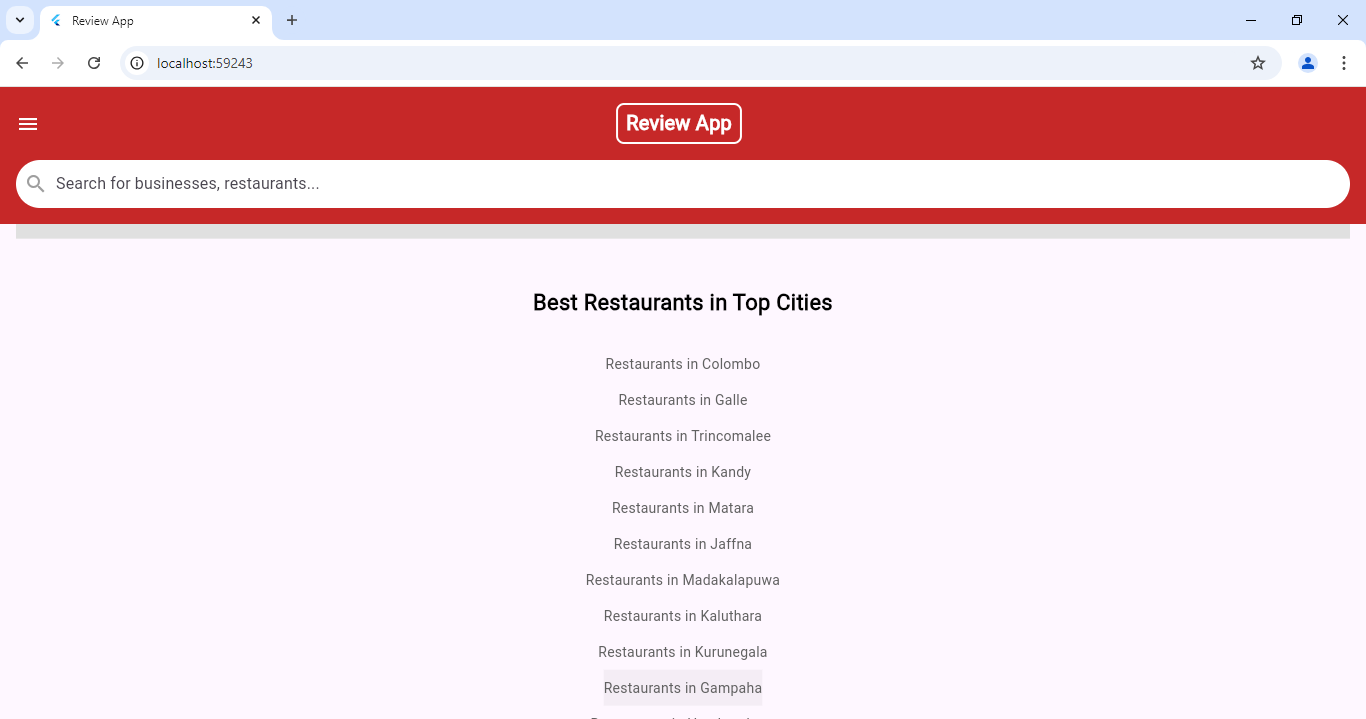 Review App
localhost:59243
Review App
Search for businesses, restaurants...
Best Restaurants in Top Cities
Restaurants in Colombo
Restaurants in Galle
Restaurants in Trincomalee
Restaurants in Kandy
Restaurants in Matara
Restaurants in Jaffna
Restaurants in Madakalapuwa
Restaurants in Kaluthara
Restaurants in Kurunegala
Restaurants in Gampaha